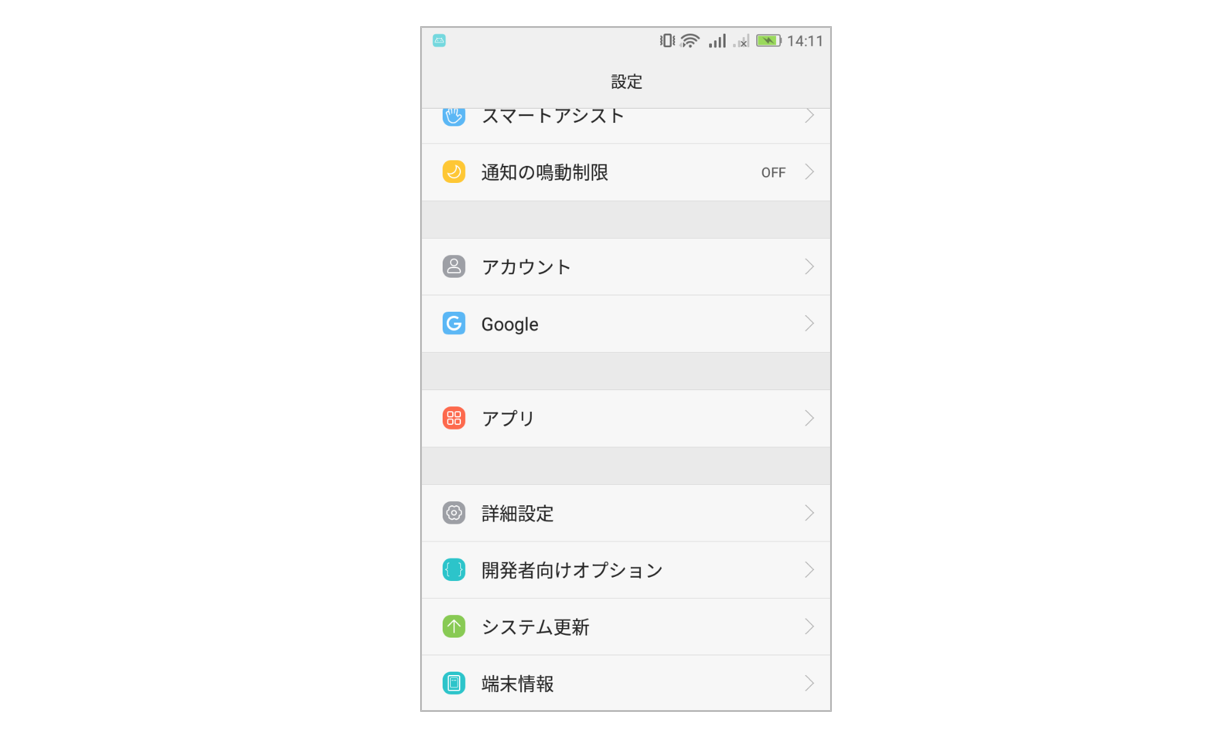 14:11
設定
スマートアシスト
通知の鳴動制限 OFF
アカウント
Google
アプリ
詳細設定
開発者向けオプション
システム更新
端末情報